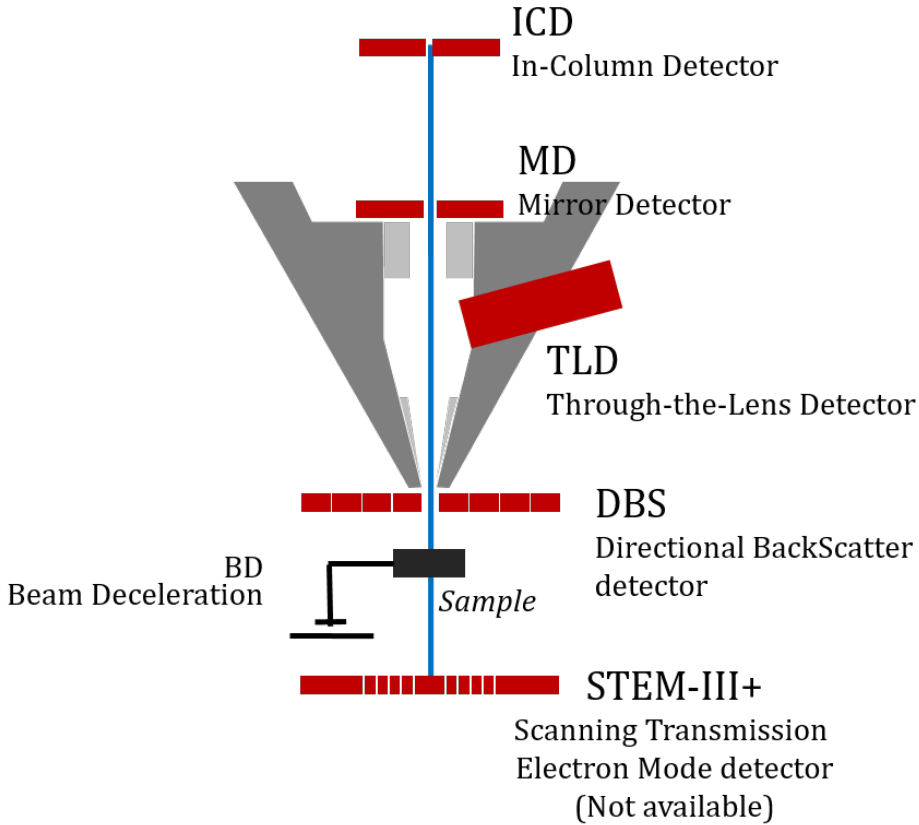 ICD
In-Column Detector
MD
Mirror Detector
TLD
Through-the-Lens Detector
DBS
Directional BackScatter
detector
BD
Beam Deceleration
Sample
STEM-III+
Scanning Transmission
Electron Mode detector
(Not available)